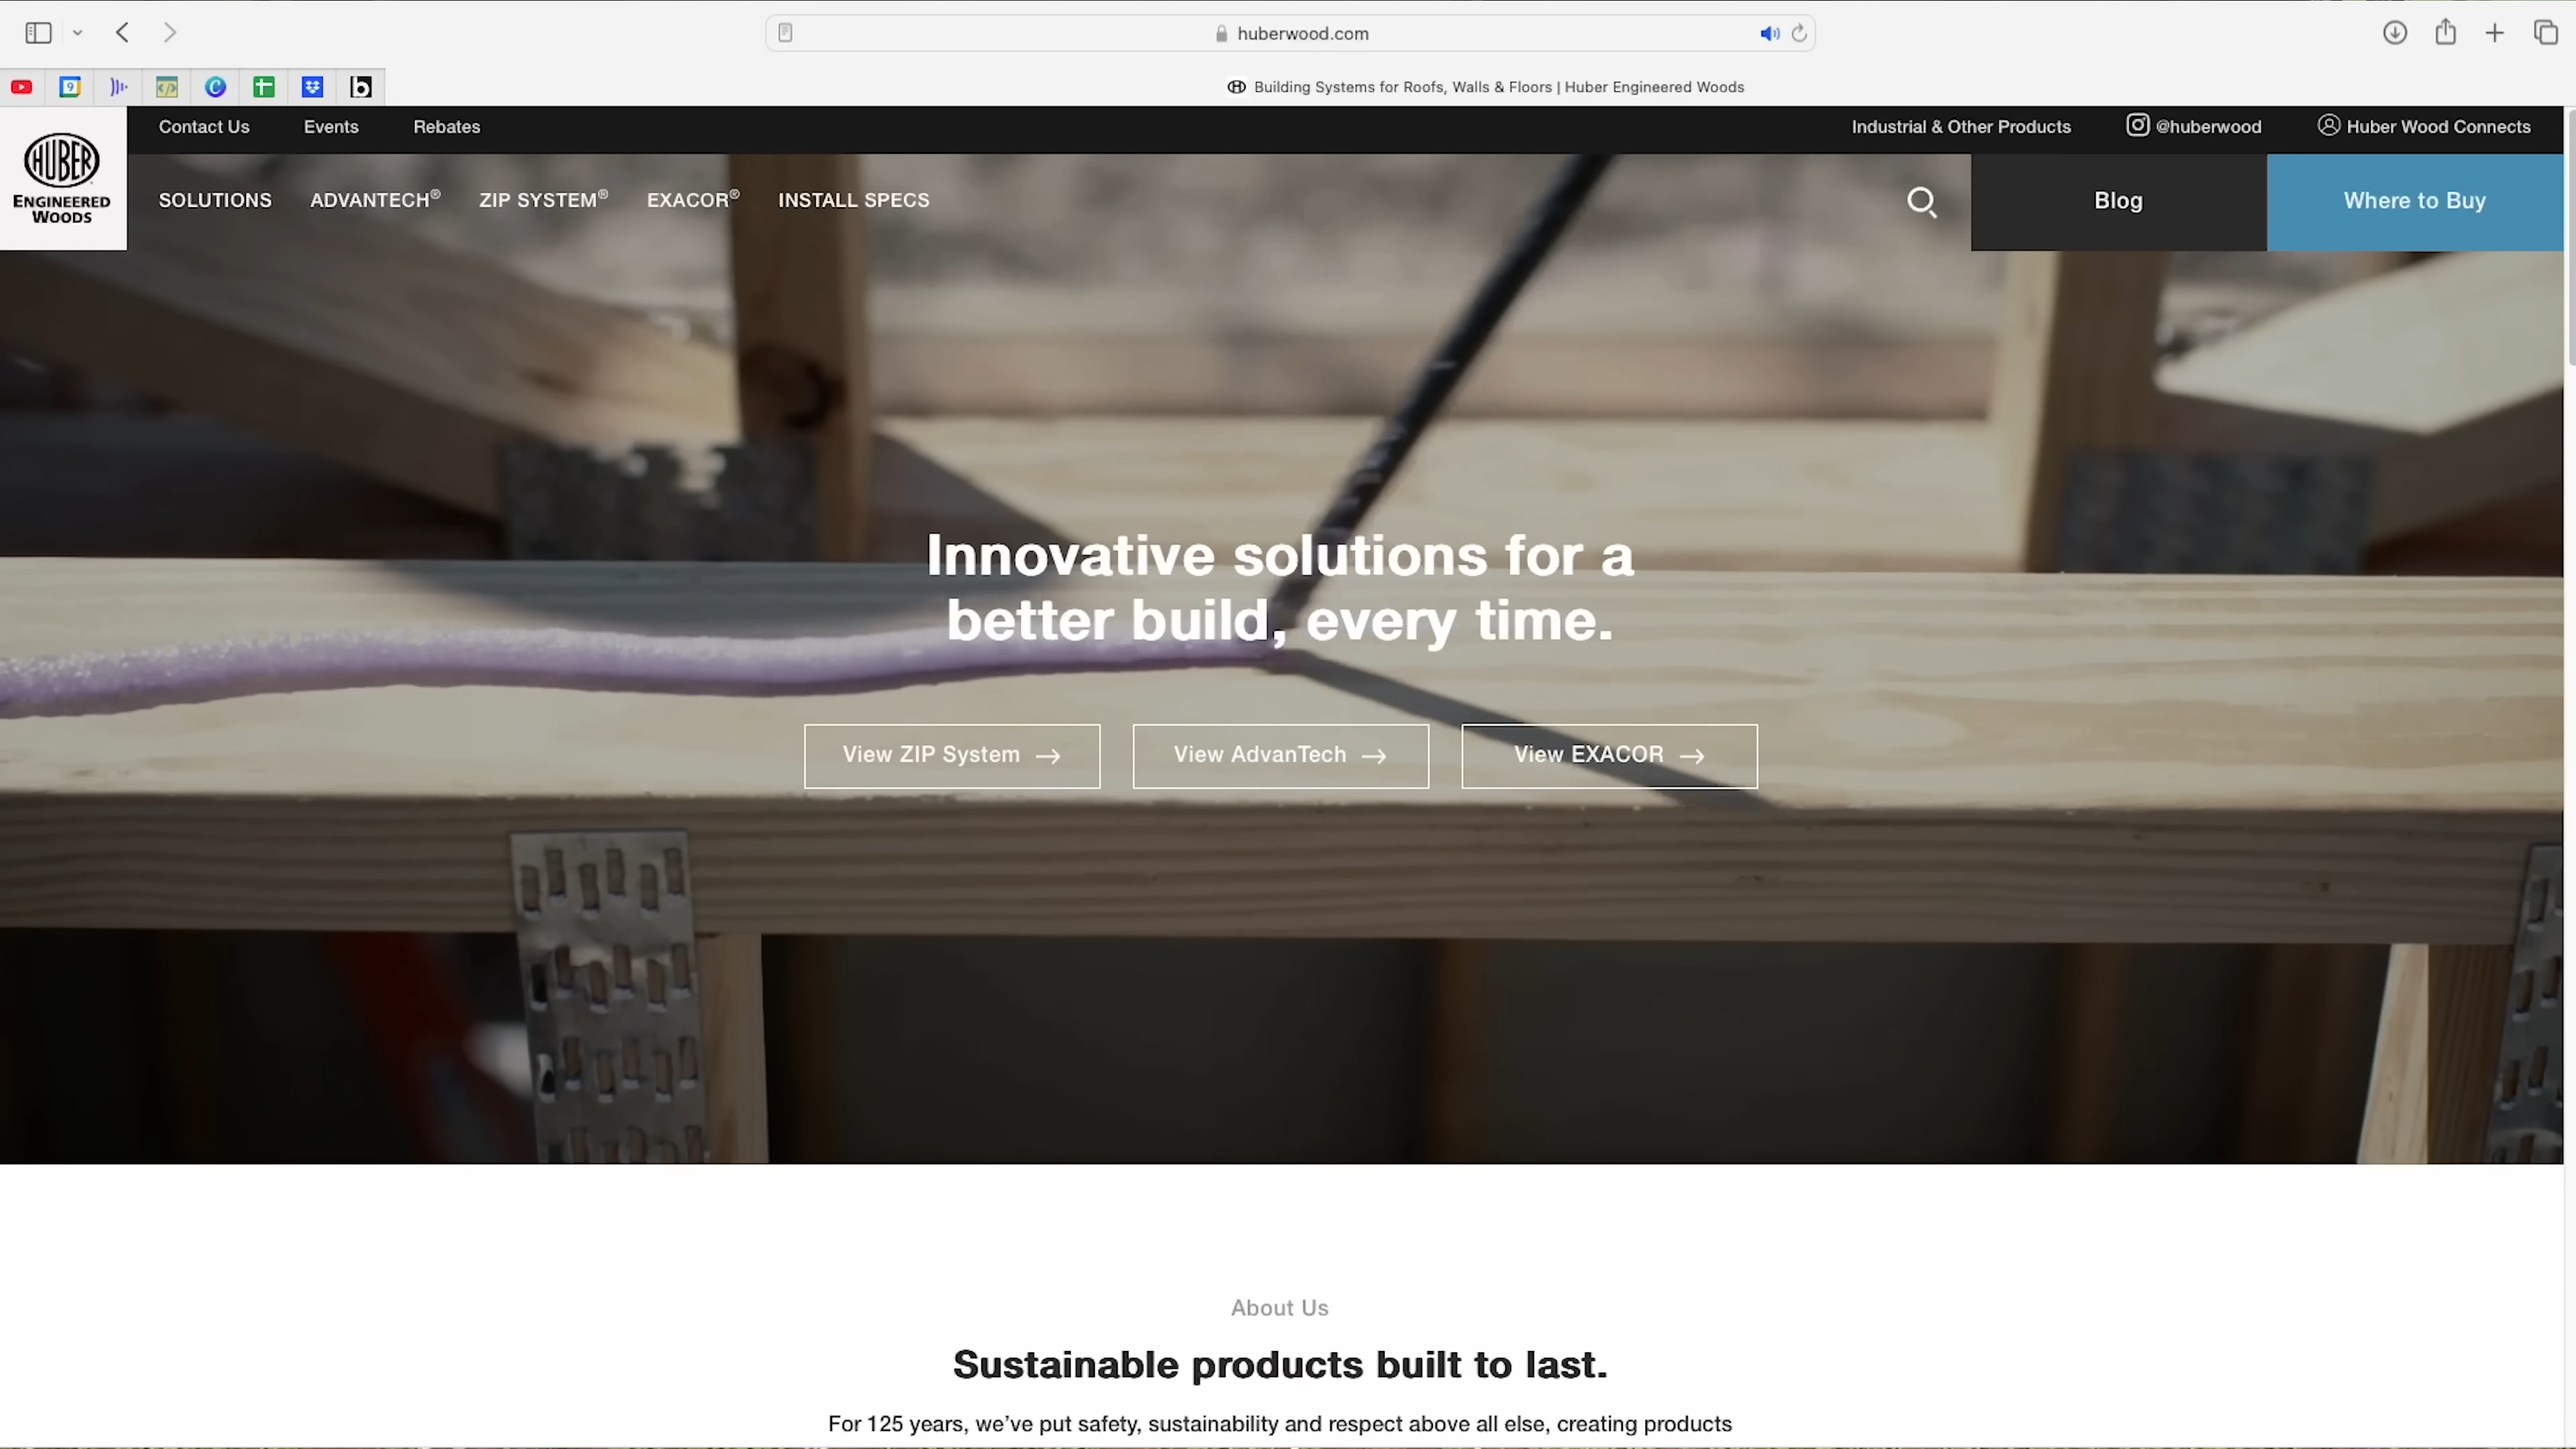 huberwood.com
9
Building Systems for Roofs, Walls & Floors | Huber Engineered Woods
Contact Us
Events
Rebates
Industrial & Other Products
@huberwood
Huber Wood Connects
HUBER
ENGINEERED
WOODS
SOLUTIONS
ADVANTECH®
ZIP SYSTEM®
EXACOR®
INSTALL SPECS
Blog
Where to Buy
Innovative solutions for a
better build, every time.
View ZIP System →
View AdvanTech →
View EXACOR →
About Us
Sustainable products built to last.
For 125 years, we’ve put safety, sustainability and respect above all else, creating products